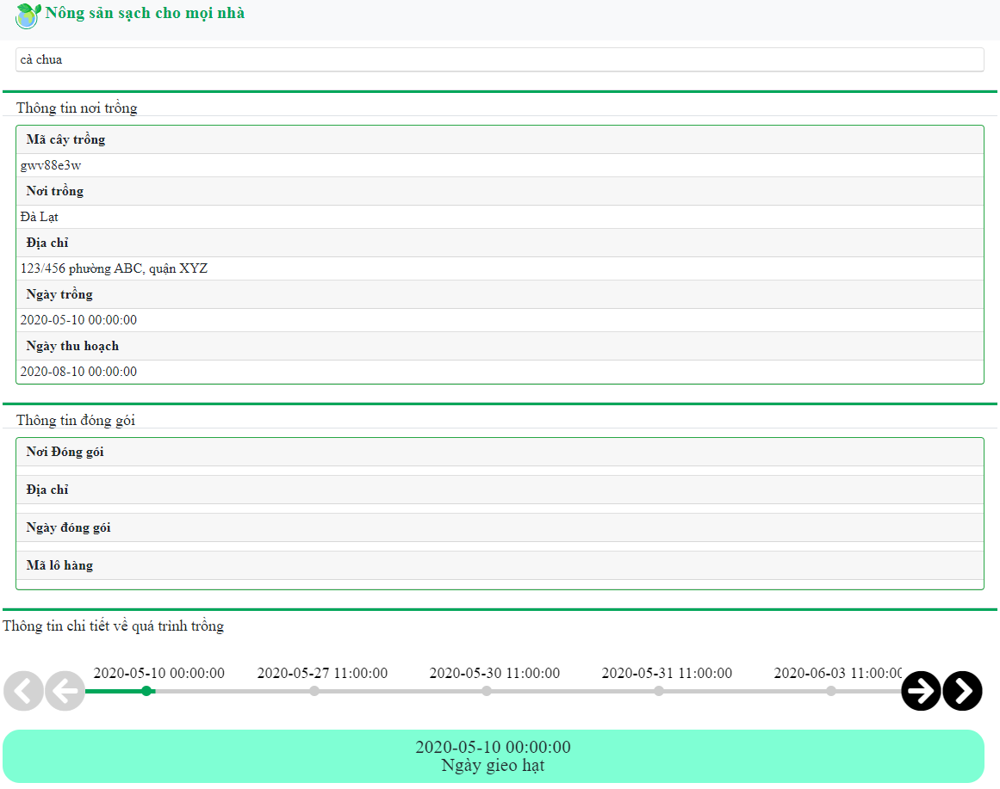 Nông sản sạch cho mọi nhà
cà chua
Thông tin nơi trồng
Mã cây trồng
gwv88e3w
Nơi trồng
Đà Lạt
Địa chỉ
123/456 phường ABC, quận XYZ
Ngày trồng
2020-05-10 00:00:00
Ngày thu hoạch
2020-08-10 00:00:00
Thông tin đóng gói
Nơi Đóng gói
Địa chỉ
Ngày đóng gói
Mã lô hàng
Thông tin chi tiết về quá trình trồng
2020-05-10 00:00:00 2020-05-27 11:00:00 2020-05-30 11:00:00 2020-05-31 11:00:00 2020-06-03 11:00:00
2020-05-10 00:00:00
Ngày gieo hạt